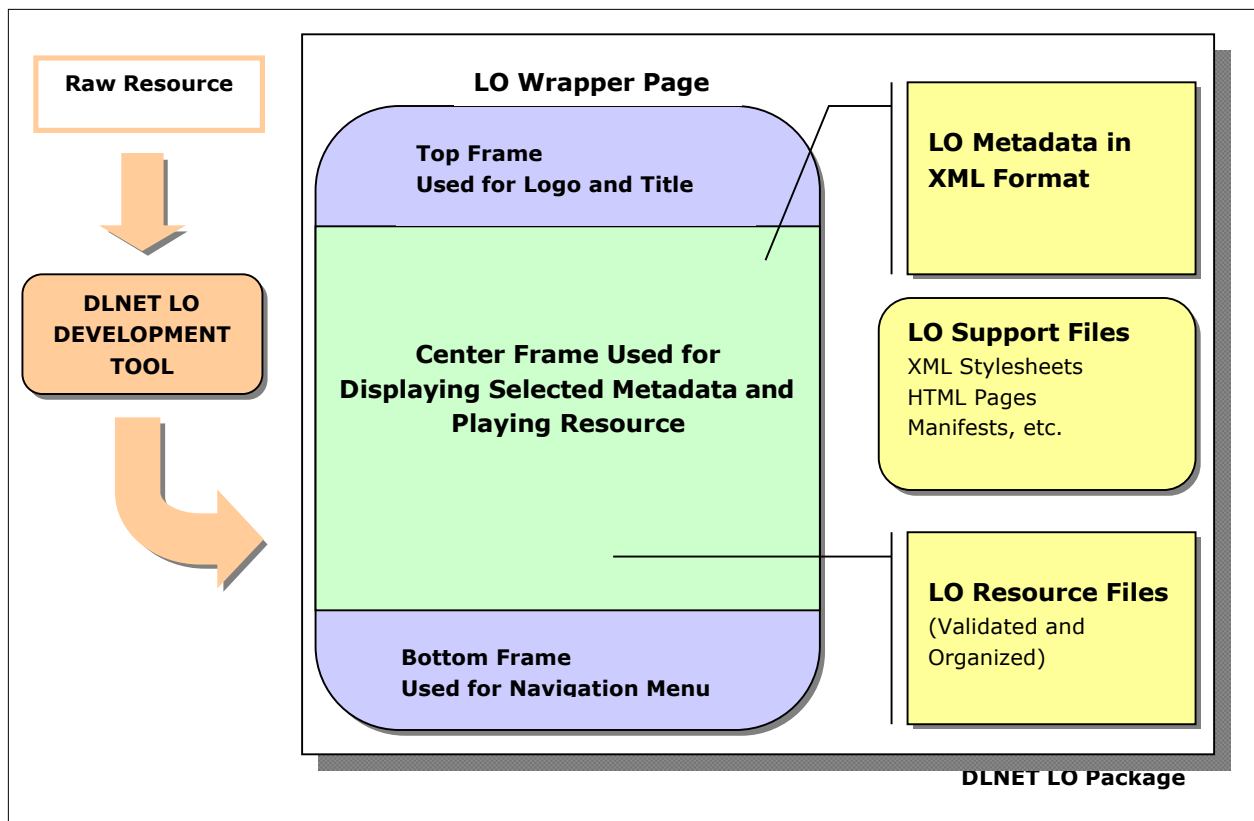 Raw Resource
DLNET LO
DEVELOPMENT
TOOL
LO Wrapper Page
Top Frame
Used for Logo and Title
Center Frame Used for
Displaying Selected Metadata and
Playing Resource
Bottom Frame
Used for Navigation Menu
LO Metadata in
XML Format
LO Support Files
XML Stylesheets
HTML Pages
Manifests, etc.
LO Resource Files
(Validated and
Organized)
DLNET LO Package